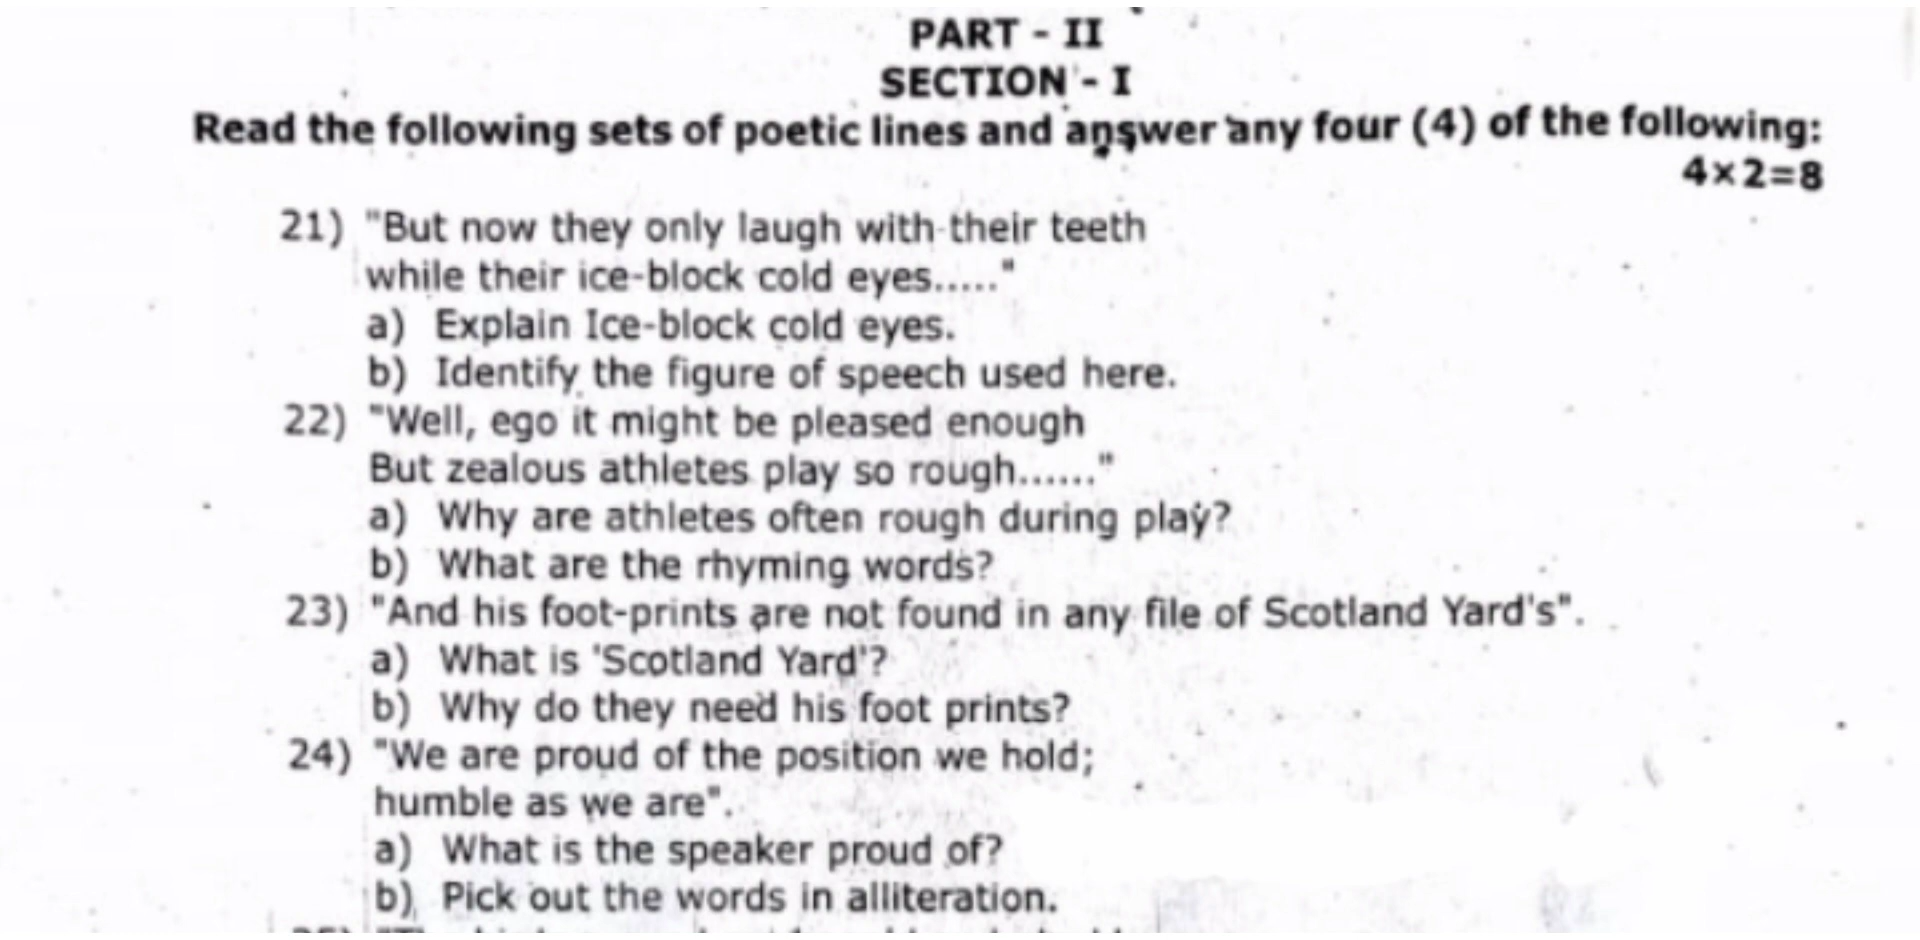 PART - II
SECTION - I
Read the following sets of poetic lines and answer any four (4) of the following:
4×2=8
21) "But now they only laugh with their teeth
while their ice-block cold eyes....."
a) Explain Ice-block cold eyes.
b) Identify the figure of speech used here.
22) "Well, ego it might be pleased enough
But zealous athletes play so rough......"
a) Why are athletes often rough during play?
b) What are the rhyming words?
23) "And his foot-prints are not found in any file of Scotland Yard's".
a) What is 'Scotland Yard'?
b) Why do they need his foot prints?
24) "We are proud of the position we hold;
humble as we are".
a) What is the speaker proud of?
b) Pick out the words in alliteration.